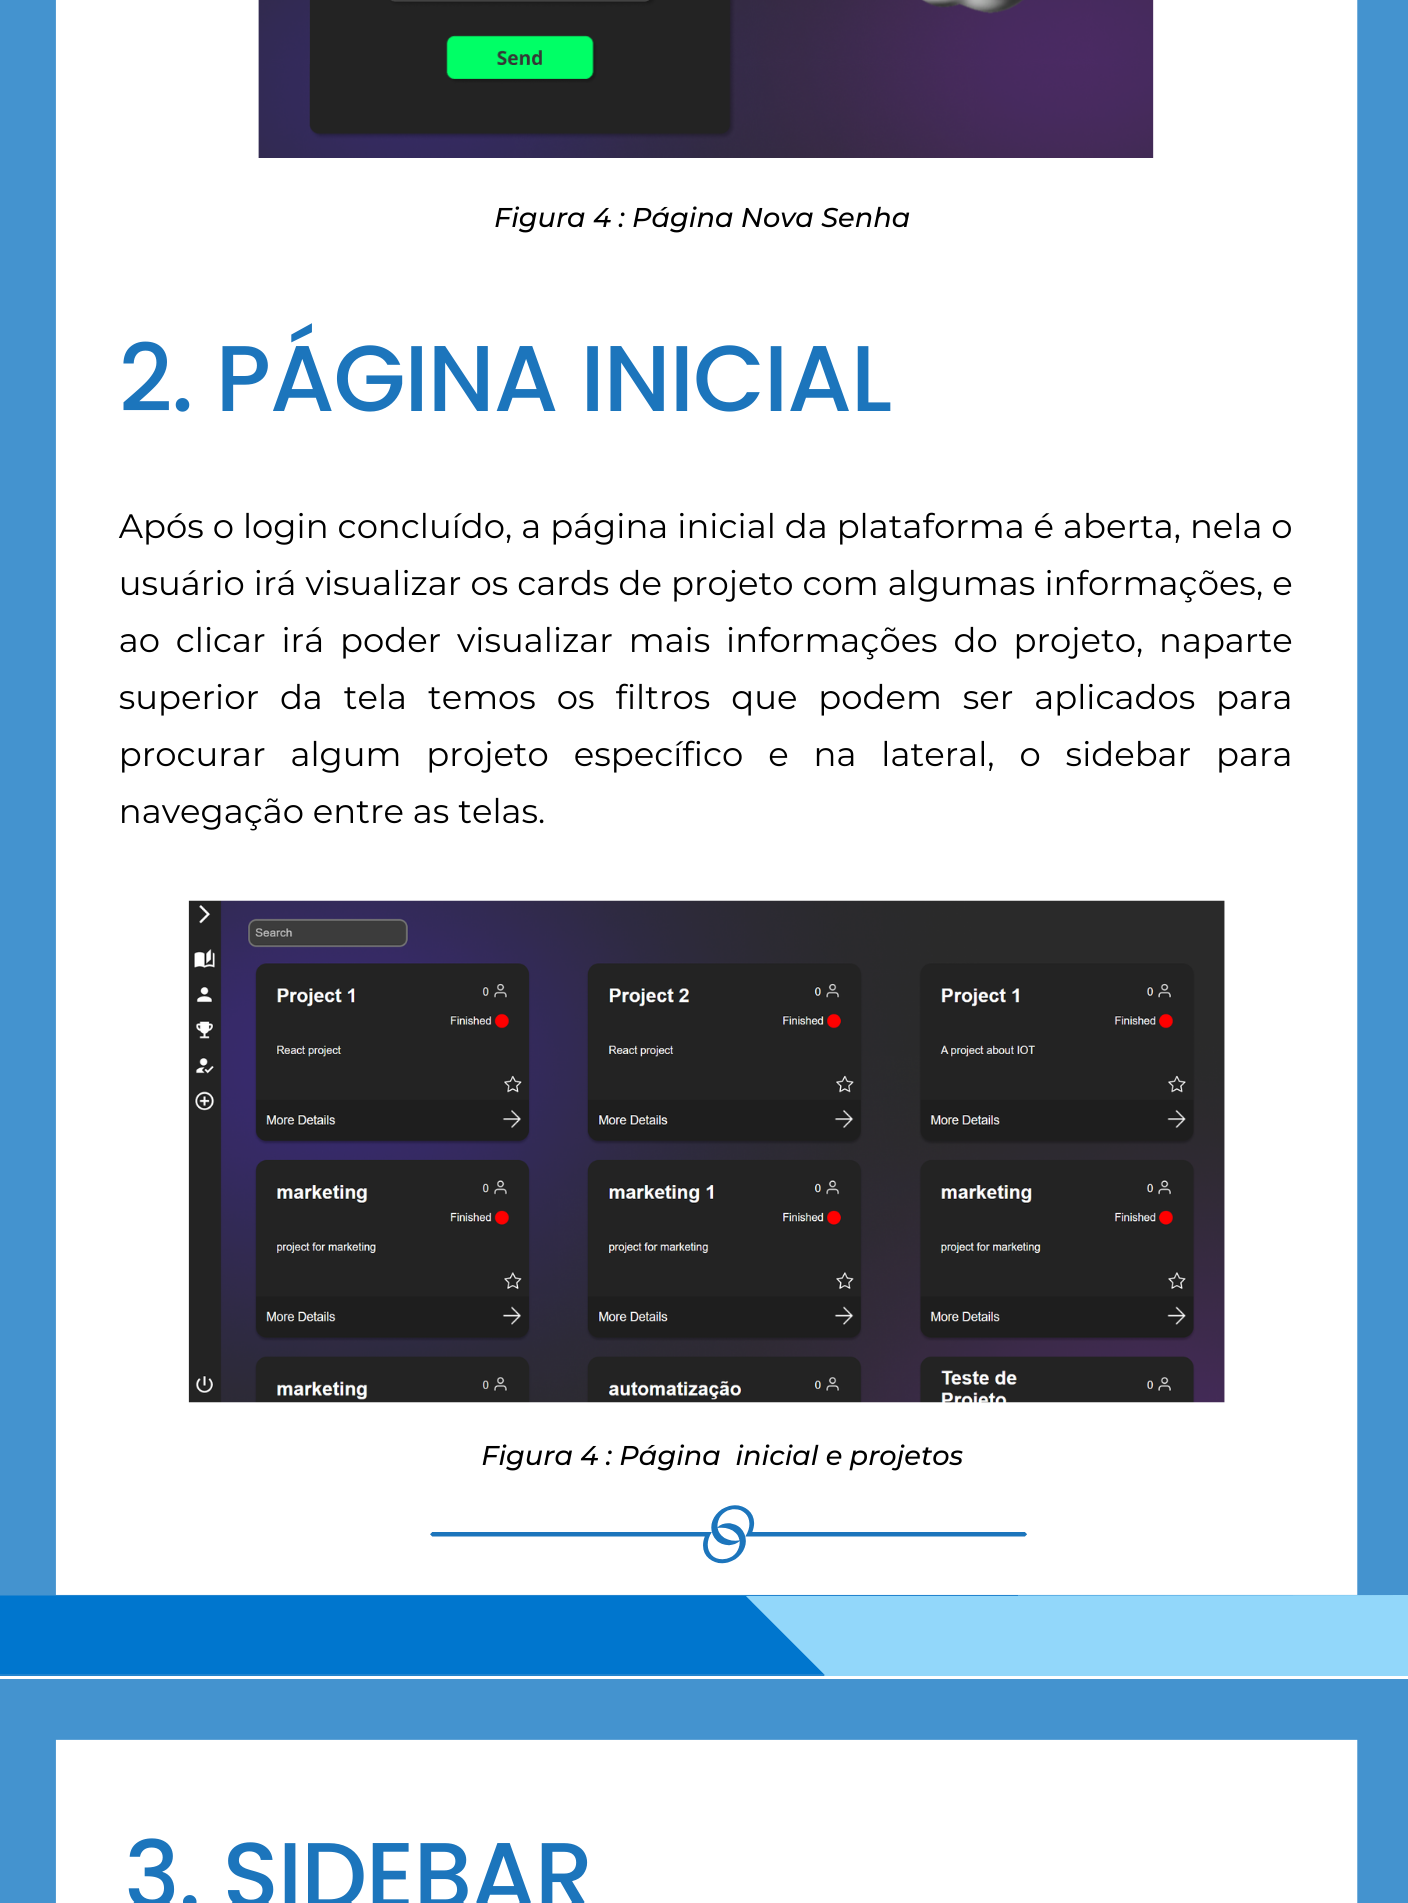 Send
Figura 4 : Página Nova Senha
2. PÁGINA INICIAL
Após o login concluído, a página inicial da plataforma é aberta, nela o
usuário irá visualizar os cards de projeto com algumas informações, e
ao clicar irá poder visualizar mais informações do projeto, naparte
superior da tela temos os filtros que podem ser aplicados para
procurar algum projeto específico e na lateral, o sidebar para
navegação entre as telas.
Search
Project 1 0
Finished
React project
More Details
Project 2 0
Finished
React project
More Details
Project 1 0
Finished
A project about IOT
More Details
marketing 0
Finished
project for marketing
More Details
marketing 1 0
Finished
project for marketing
More Details
marketing 0
Finished
project for marketing
More Details
marketing 0
automatização 0
Teste de 0
Projeto
Figura 4 : Página  inicial e projetos
3. SIDEBAR